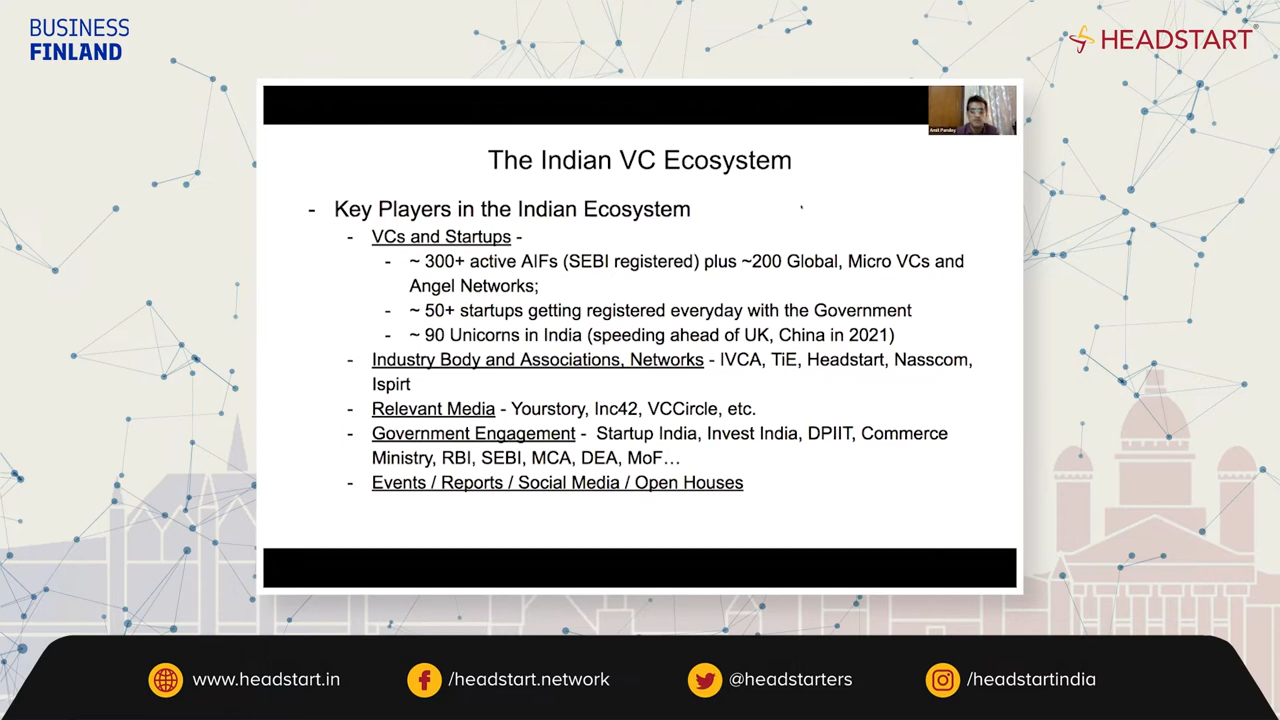 BUSINESS
FINLAND
HEADSTART
Amit Pandey
The Indian VC Ecosystem
- Key Players in the Indian Ecosystem
- VCs and Startups -
- ~ 300+ active AIFs (SEBI registered) plus ~200 Global, Micro VCs and
Angel Networks;
- ~ 50+ startups getting registered everyday with the Government
- ~ 90 Unicorns in India (speeding ahead of UK, China in 2021)
- Industry Body and Associations, Networks - IVCA, TiE, Headstart, Nasscom,
Ispirt
- Relevant Media - Yourstory, Inc42, VCCircle, etc.
- Government Engagement - Startup India, Invest India, DPIIT, Commerce
Ministry, RBI, SEBI, MCA, DEA, MoF...
- Events / Reports / Social Media / Open Houses
www.headstart.in
/headstart.network
@headstarters
/headstartindia